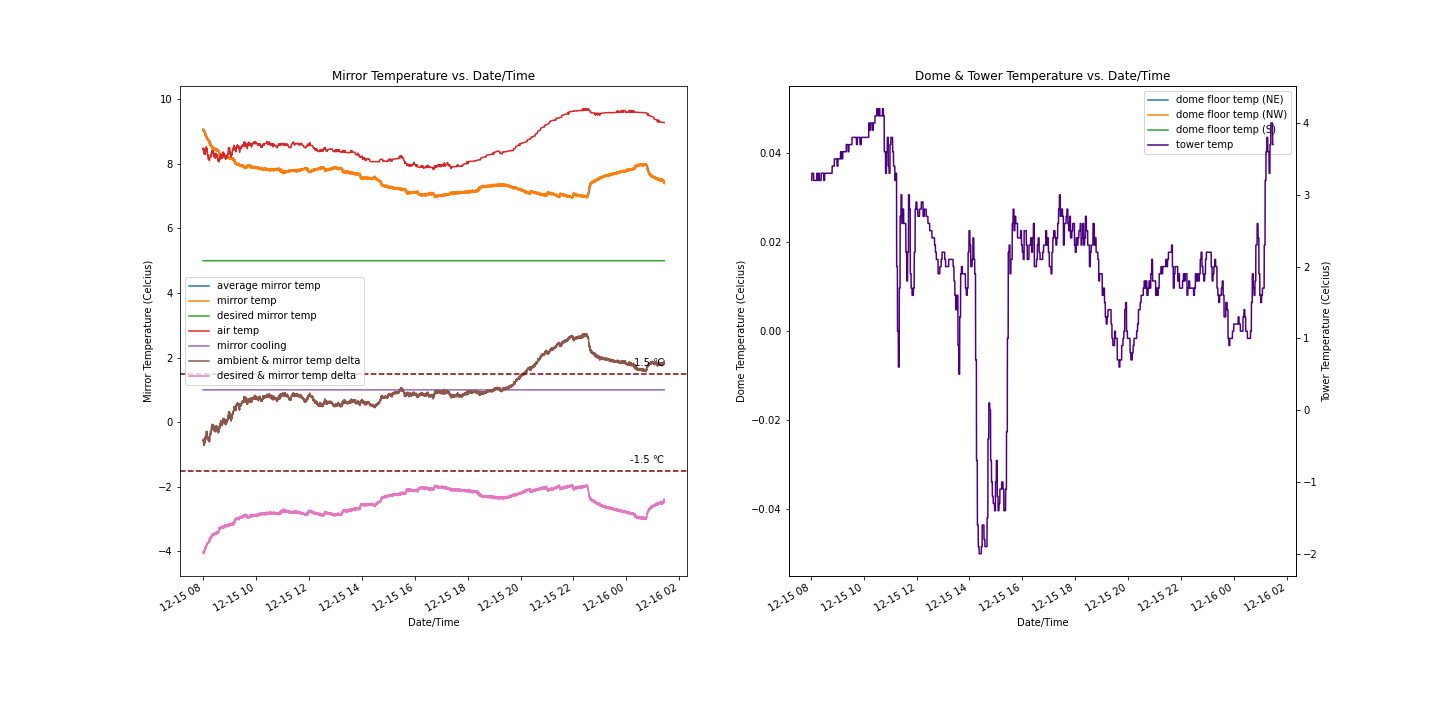 Mirror Temperature vs. Date/Time
Mirror Temperature (Celcius)
10
8
6
4
2
0
−2
−4
average mirror temp
mirror temp
desired mirror temp
air temp
mirror cooling
ambient & mirror temp delta
desired & mirror temp delta
1.5 °C
-1.5 °C
12-15 08
12-15 10
12-15 12
12-15 14
12-15 16
12-15 18
12-15 20
12-15 22
12-16 00
12-16 02
Date/Time
Dome & Tower Temperature vs. Date/Time
Dome Temperature (Celcius)
0.04
0.02
0.00
−0.02
−0.04
dome floor temp (NE)
dome floor temp (NW)
dome floor temp (S)
tower temp
4
3
2
1
0
−1
−2
Tower Temperature (Celcius)
12-15 08
12-15 10
12-15 12
12-15 14
12-15 16
12-15 18
12-15 20
12-15 22
12-16 00
12-16 02
Date/Time